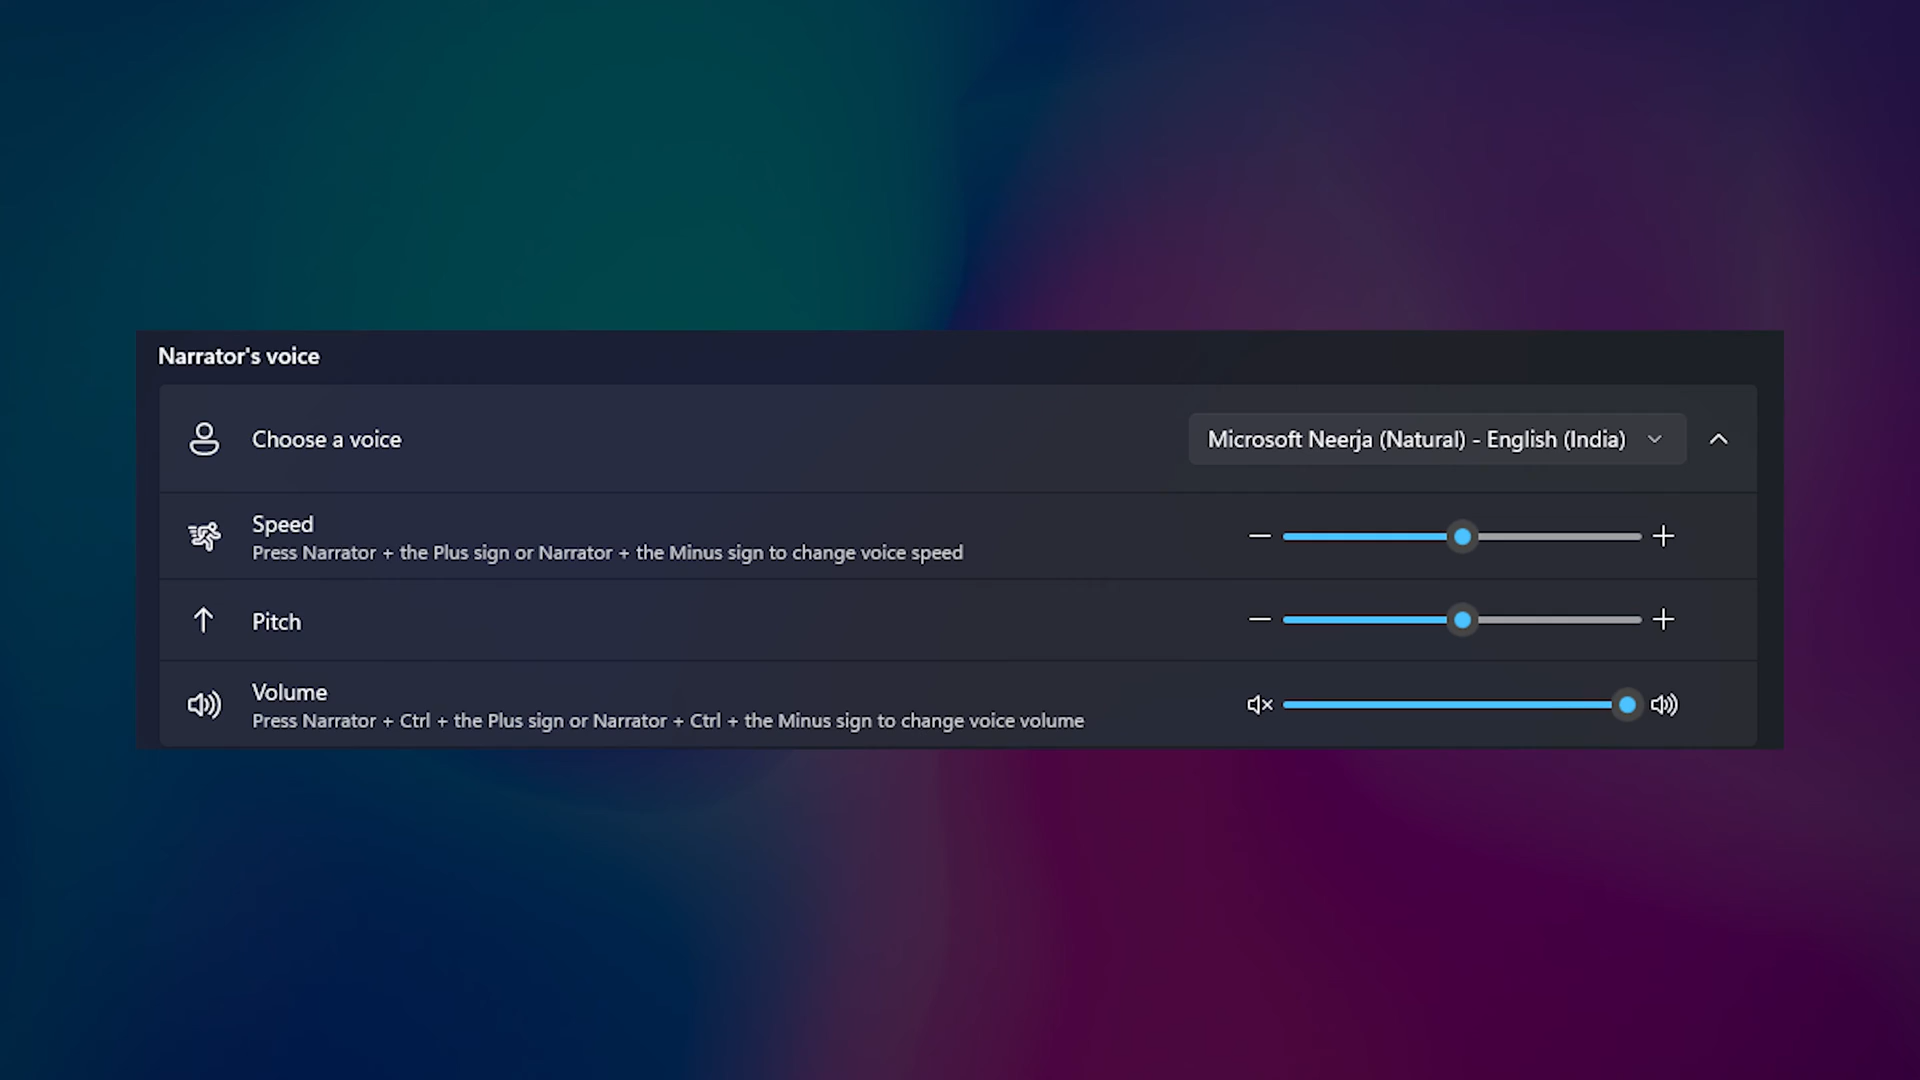 Narrator's voice
Choose a voice
Microsoft Neerja (Natural) - English (India)
Speed
Press Narrator + the Plus sign or Narrator + the Minus sign to change voice speed
Pitch
Volume
Press Narrator + Ctrl + the Plus sign or Narrator + Ctrl + the Minus sign to change voice volume